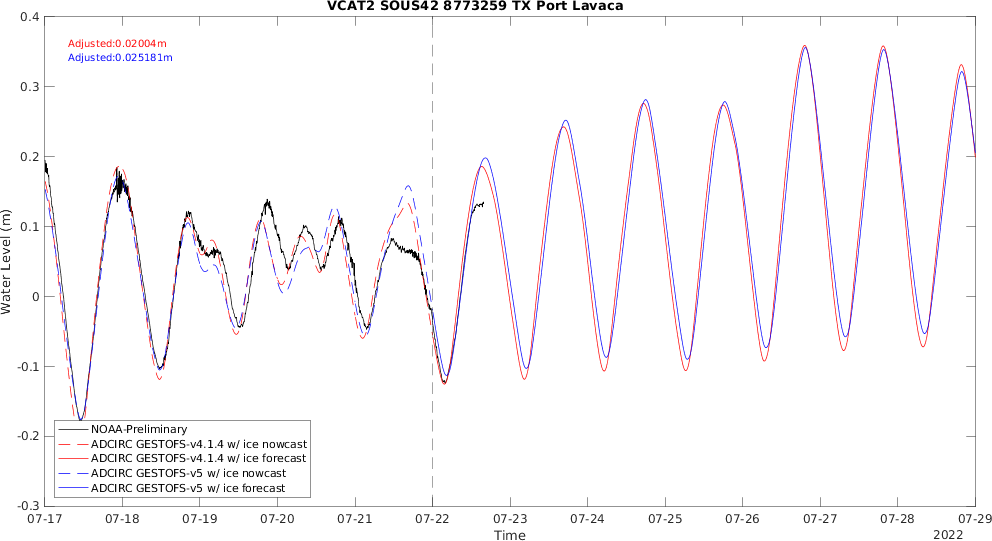 VCAT2 SOUS42 8773259 TX Port Lavaca
Adjusted:0.02004m
Adjusted:0.025181m
0.4
0.3
0.2
0.1
0
-0.1
-0.2
-0.3
Water Level (m)
NOAA-Preliminary
ADCIRC GESTOFS-v4.1.4 w/ ice nowcast
ADCIRC GESTOFS-v4.1.4 w/ ice forecast
ADCIRC GESTOFS-v5 w/ ice nowcast
ADCIRC GESTOFS-v5 w/ ice forecast
07-17 07-18 07-19 07-20 07-21 07-22 07-23 07-24 07-25 07-26 07-27 07-28 07-29
Time
2022